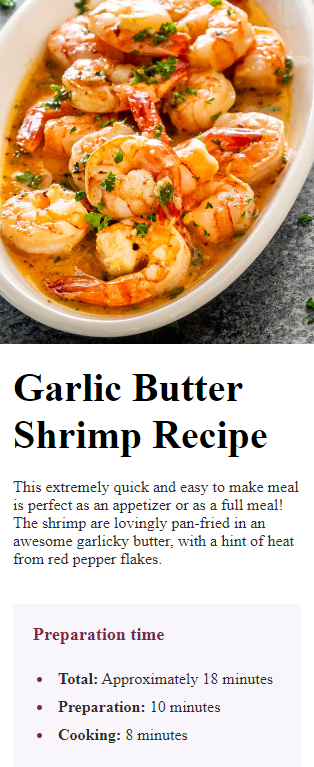 Garlic Butter
Shrimp Recipe
This extremely quick and easy to make meal
is perfect as an appetizer or as a full meal!
The shrimp are lovingly pan-fried in an
awesome garlicky butter, with a hint of heat
from red pepper flakes.
Preparation time
• Total: Approximately 18 minutes
• Preparation: 10 minutes
• Cooking: 8 minutes